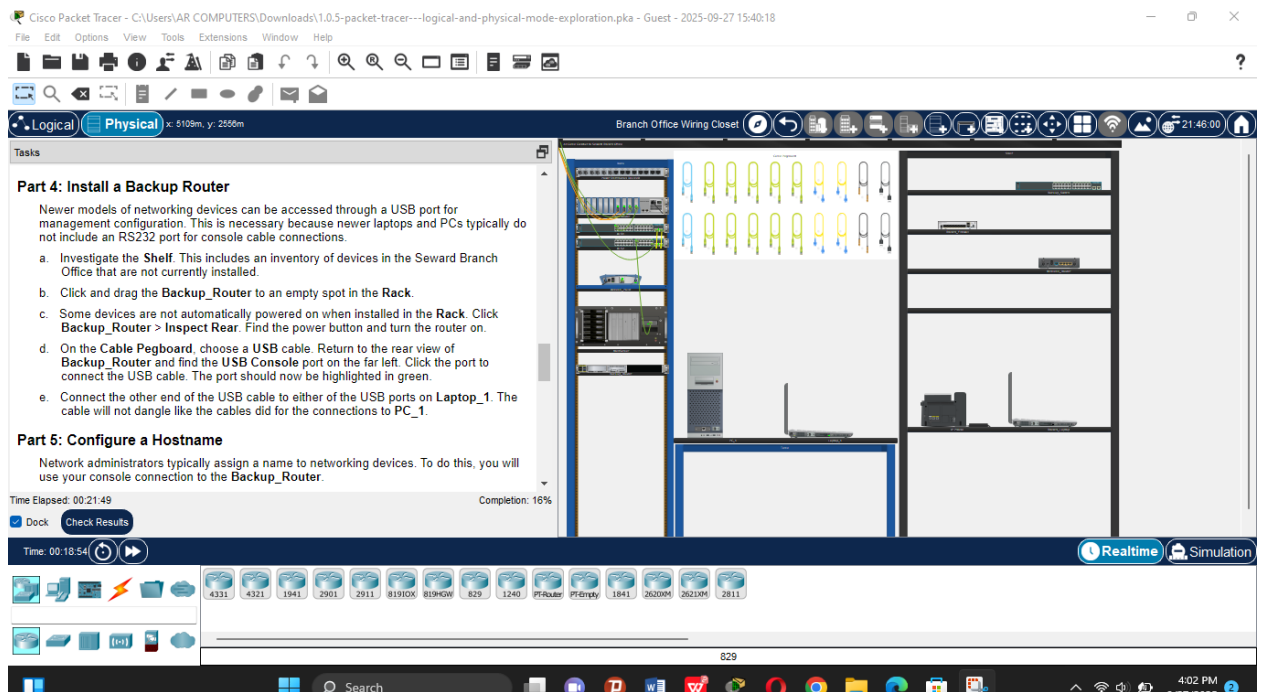 Cisco Packet Tracer - C:\Users\AR COMPUTERS\Downloads\1.0.5-packet-tracer---logical-and-physical-mode-exploration.pka - Guest - 2025-09-27 15:40:18
File Edit Options View Tools Extensions Window Help
?
Logical Physical x: 5109m, y: 2556m Branch Office Wiring Closet 21:46:00
Tasks
Part 4: Install a Backup Router
Newer models of networking devices can be accessed through a USB port for
management configuration. This is necessary because newer laptops and PCs typically do
not include an RS232 port for console cable connections.
a. Investigate the Shelf. This includes an inventory of devices in the Seward Branch
Office that are not currently installed.
b. Click and drag the Backup_Router to an empty spot in the Rack.
c. Some devices are not automatically powered on when installed in the Rack. Click
Backup_Router > Inspect Rear. Find the power button and turn the router on.
d. On the Cable Pegboard, choose a USB cable. Return to the rear view of
Backup_Router and find the USB Console port on the far left. Click the port to
connect the USB cable. The port should now be highlighted in green.
e. Connect the other end of the USB cable to either of the USB ports on Laptop_1. The
cable will not dangle like the cables did for the connections to PC_1.
Part 5: Configure a Hostname
Network administrators typically assign a name to networking devices. To do this, you will
use your console connection to the Backup_Router.
Time Elapsed: 00:21:49 Completion: 16%
Dock Check Results
Time: 00:18:54 Realtime Simulation
4331 4321 1941 2901 2911 819IOX 819HGW 829 1240 PT-Router PT-Empty 1841 2620XM 2621XM 2811
829
Search 4:02 PM 2